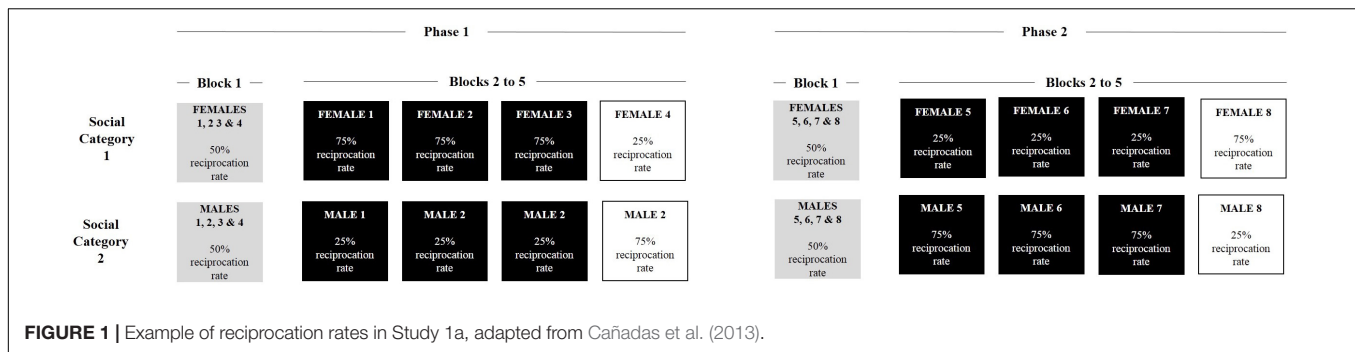 Phase 1
Phase 2
Block 1
Blocks 2 to 5
Block 1
Blocks 2 to 5
Social
Category
1
FEMALES
1, 2 3 & 4
50%
reciprocation
rate
FEMALE 1
75%
reciprocation
rate
FEMALE 2
75%
reciprocation
rate
FEMALE 3
75%
reciprocation
rate
FEMALE 4
25%
reciprocation
rate
FEMALES
5, 6, 7 & 8
50%
reciprocation
rate
FEMALE 5
25%
reciprocation
rate
FEMALE 6
25%
reciprocation
rate
FEMALE 7
25%
reciprocation
rate
FEMALE 8
75%
reciprocation
rate
Social
Category
2
MALES
1, 2, 3 & 4
50%
reciprocation
rate
MALE 1
25%
reciprocation
rate
MALE 2
25%
reciprocation
rate
MALE 2
25%
reciprocation
rate
MALE 2
75%
reciprocation
rate
MALES
5, 6, 7 & 8
50%
reciprocation
rate
MALE 5
75%
reciprocation
rate
MALE 6
75%
reciprocation
rate
MALE 7
75%
reciprocation
rate
MALE 8
25%
reciprocation
rate
FIGURE 1 | Example of reciprocation rates in Study 1a, adapted from Cañadas et al. (2013).